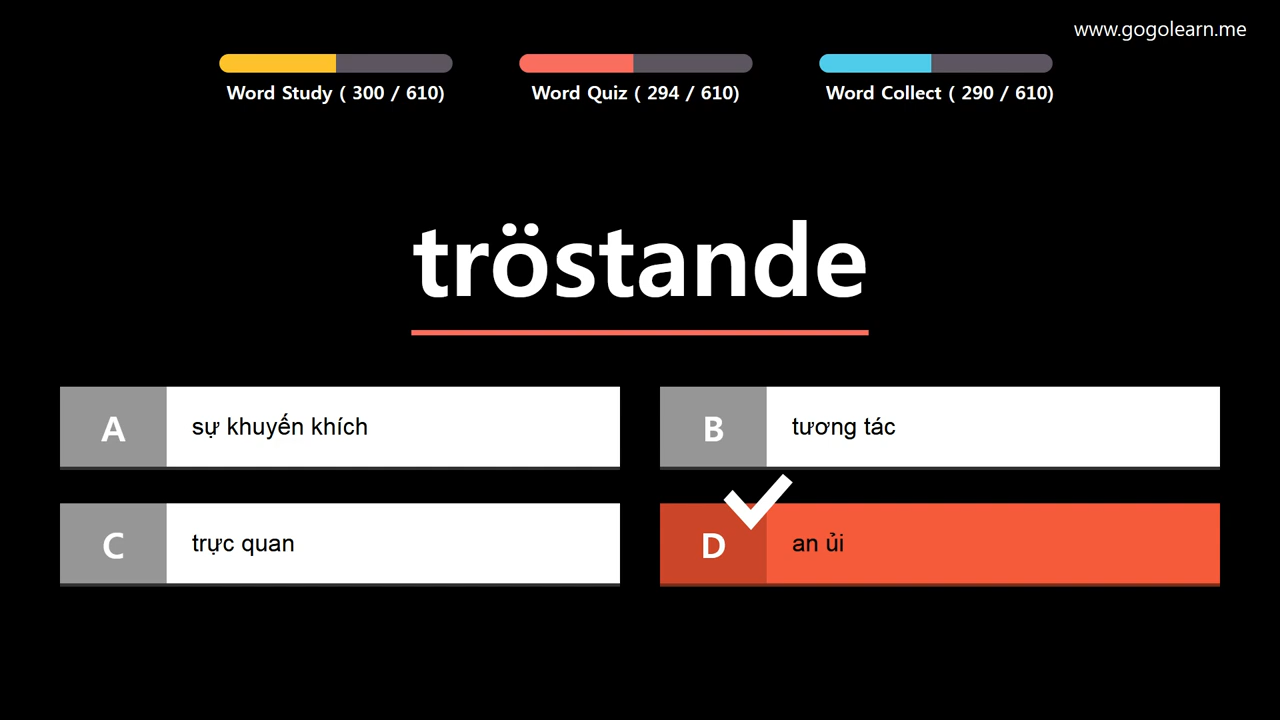 www.gogolearn.me
Word Study ( 300 / 610)
Word Quiz ( 294 / 610)
Word Collect ( 290 / 610)
tröstande
A sự khuyến khích
B tương tác
C trực quan
D an ủi